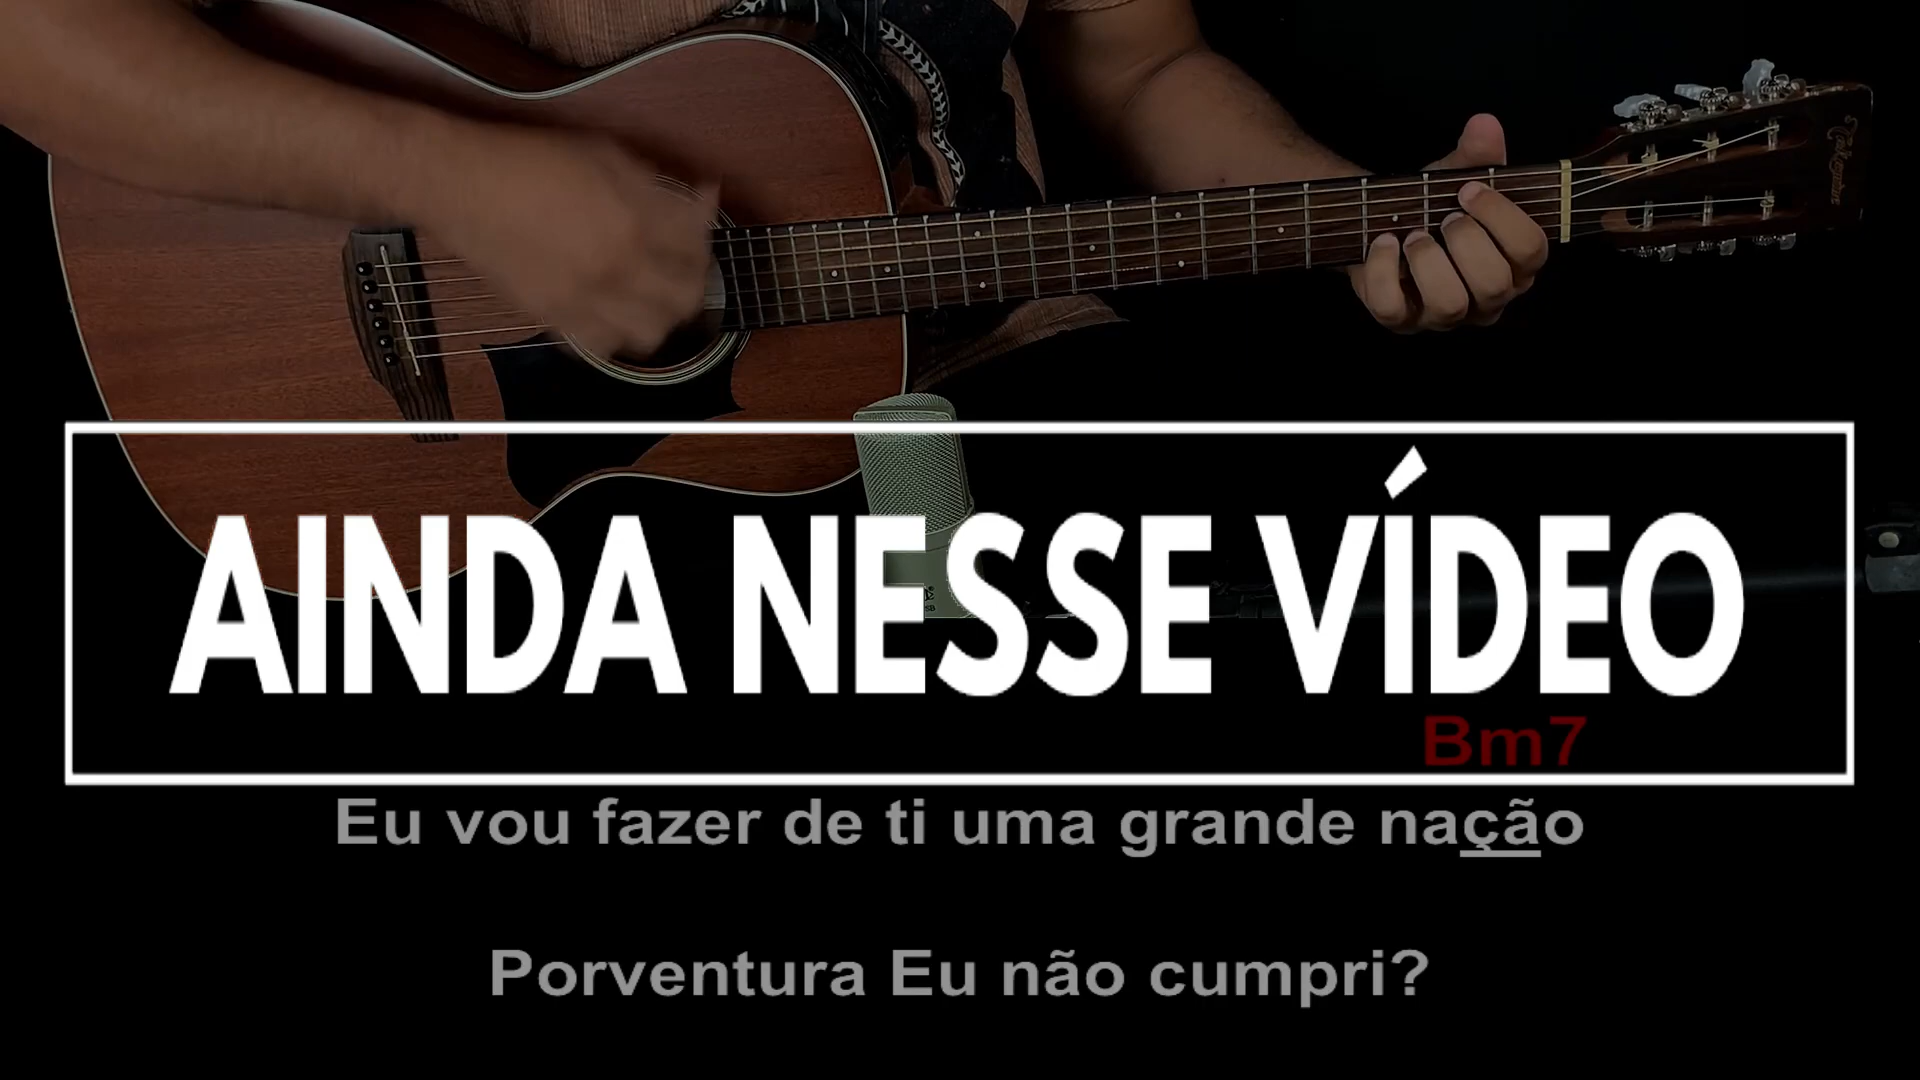 AINDA NESSE VÍDEO
Bm7
Eu vou fazer de ti uma grande nação
Porventura Eu não cumpri?